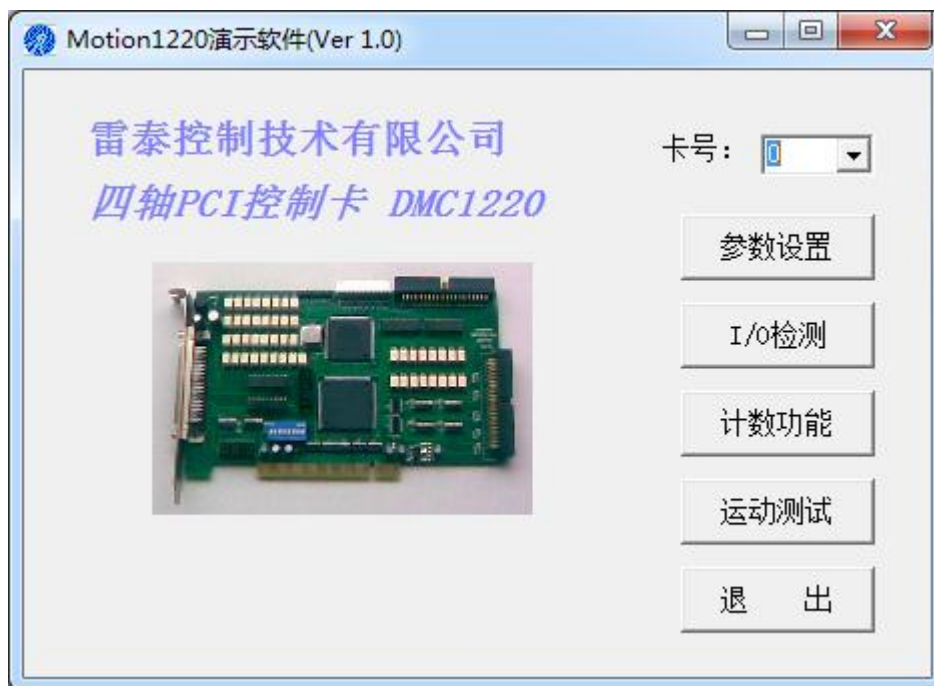 Motion1220演示软件(Ver 1.0)
雷泰控制技术有限公司
四轴PCI控制卡 DMC1220
卡号：
0
参数设置
I/O检测
计数功能
运动测试
退 出